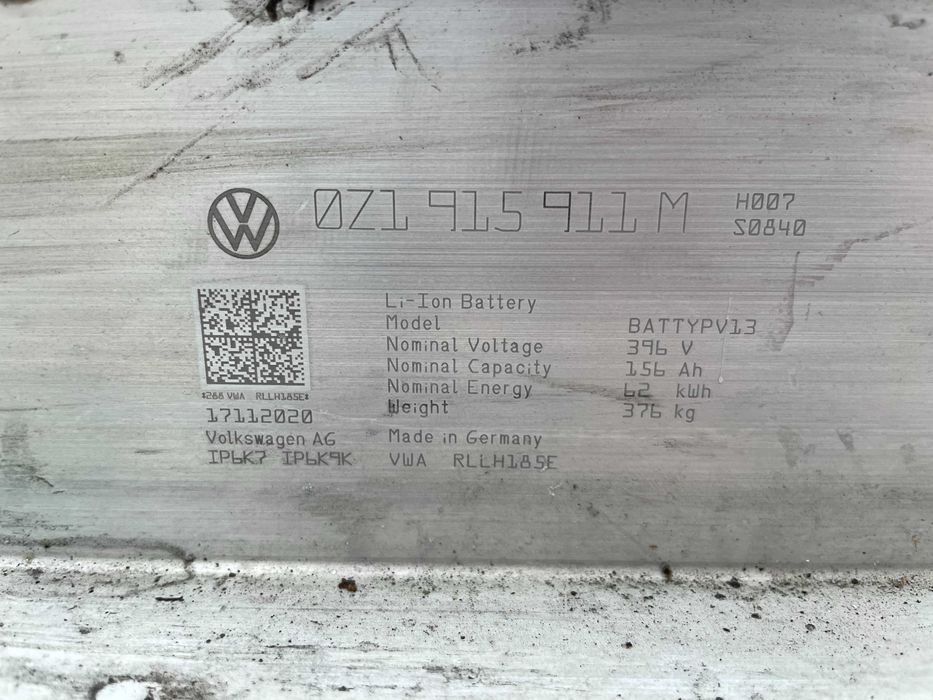 0Z1 915 911 M
H007
S0840
Li-Ion Battery
Model BATTYPV13
Nominal Voltage 396 V
Nominal Capacity 156 Ah
Nominal Energy 62 kWh
Weight 376 kg
*288 VWA RLLH185E*
17112020
Volkswagen AG Made in Germany
IP6K7 IP6K9K VWA RLLH185E